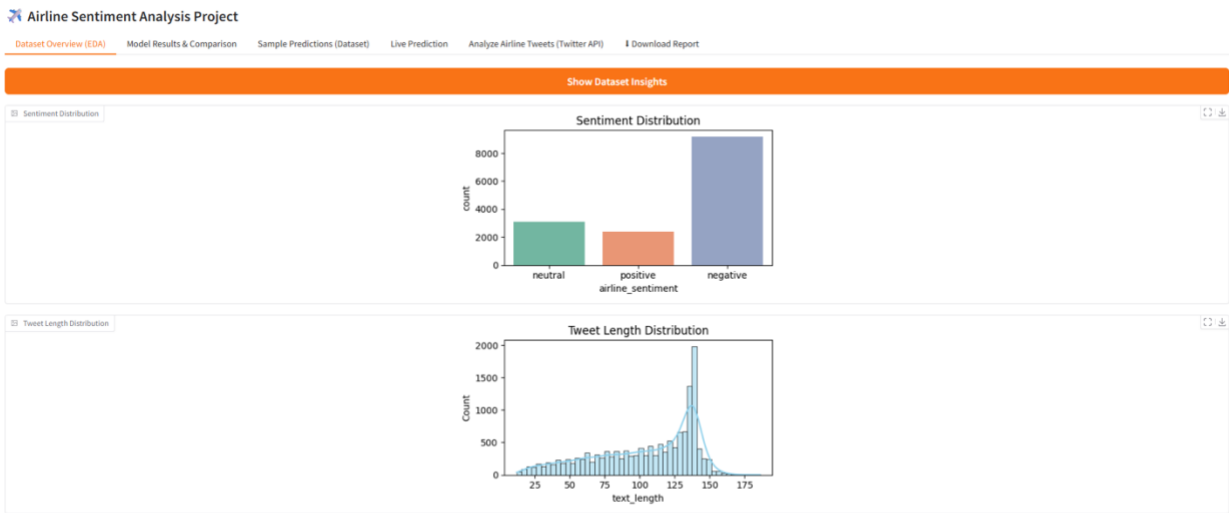 ✈️ Airline Sentiment Analysis Project
Dataset Overview (EDA) Model Results & Comparison Sample Predictions (Dataset) Live Prediction Analyze Airline Tweets (Twitter API) ⬇ Download Report
Show Dataset Insights
Sentiment Distribution
Sentiment Distribution
8000
6000
4000
2000
0
count
neutral positive negative
airline_sentiment
Tweet Length Distribution
Tweet Length Distribution
2000
1500
1000
500
0
Count
25 50 75 100 125 150 175
text_length